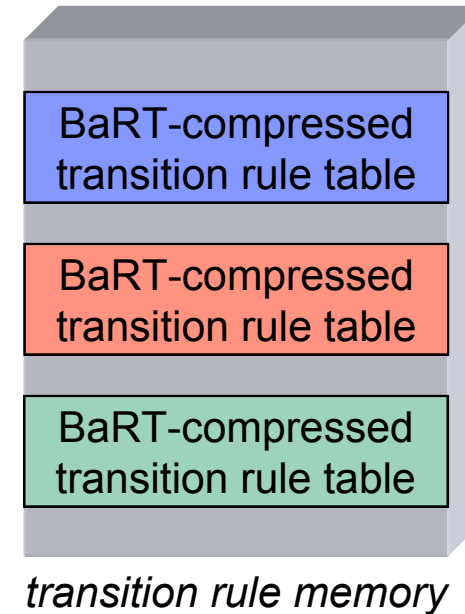 BaRT-compressed
transition rule table
BaRT-compressed
transition rule table
BaRT-compressed
transition rule table
transition rule memory